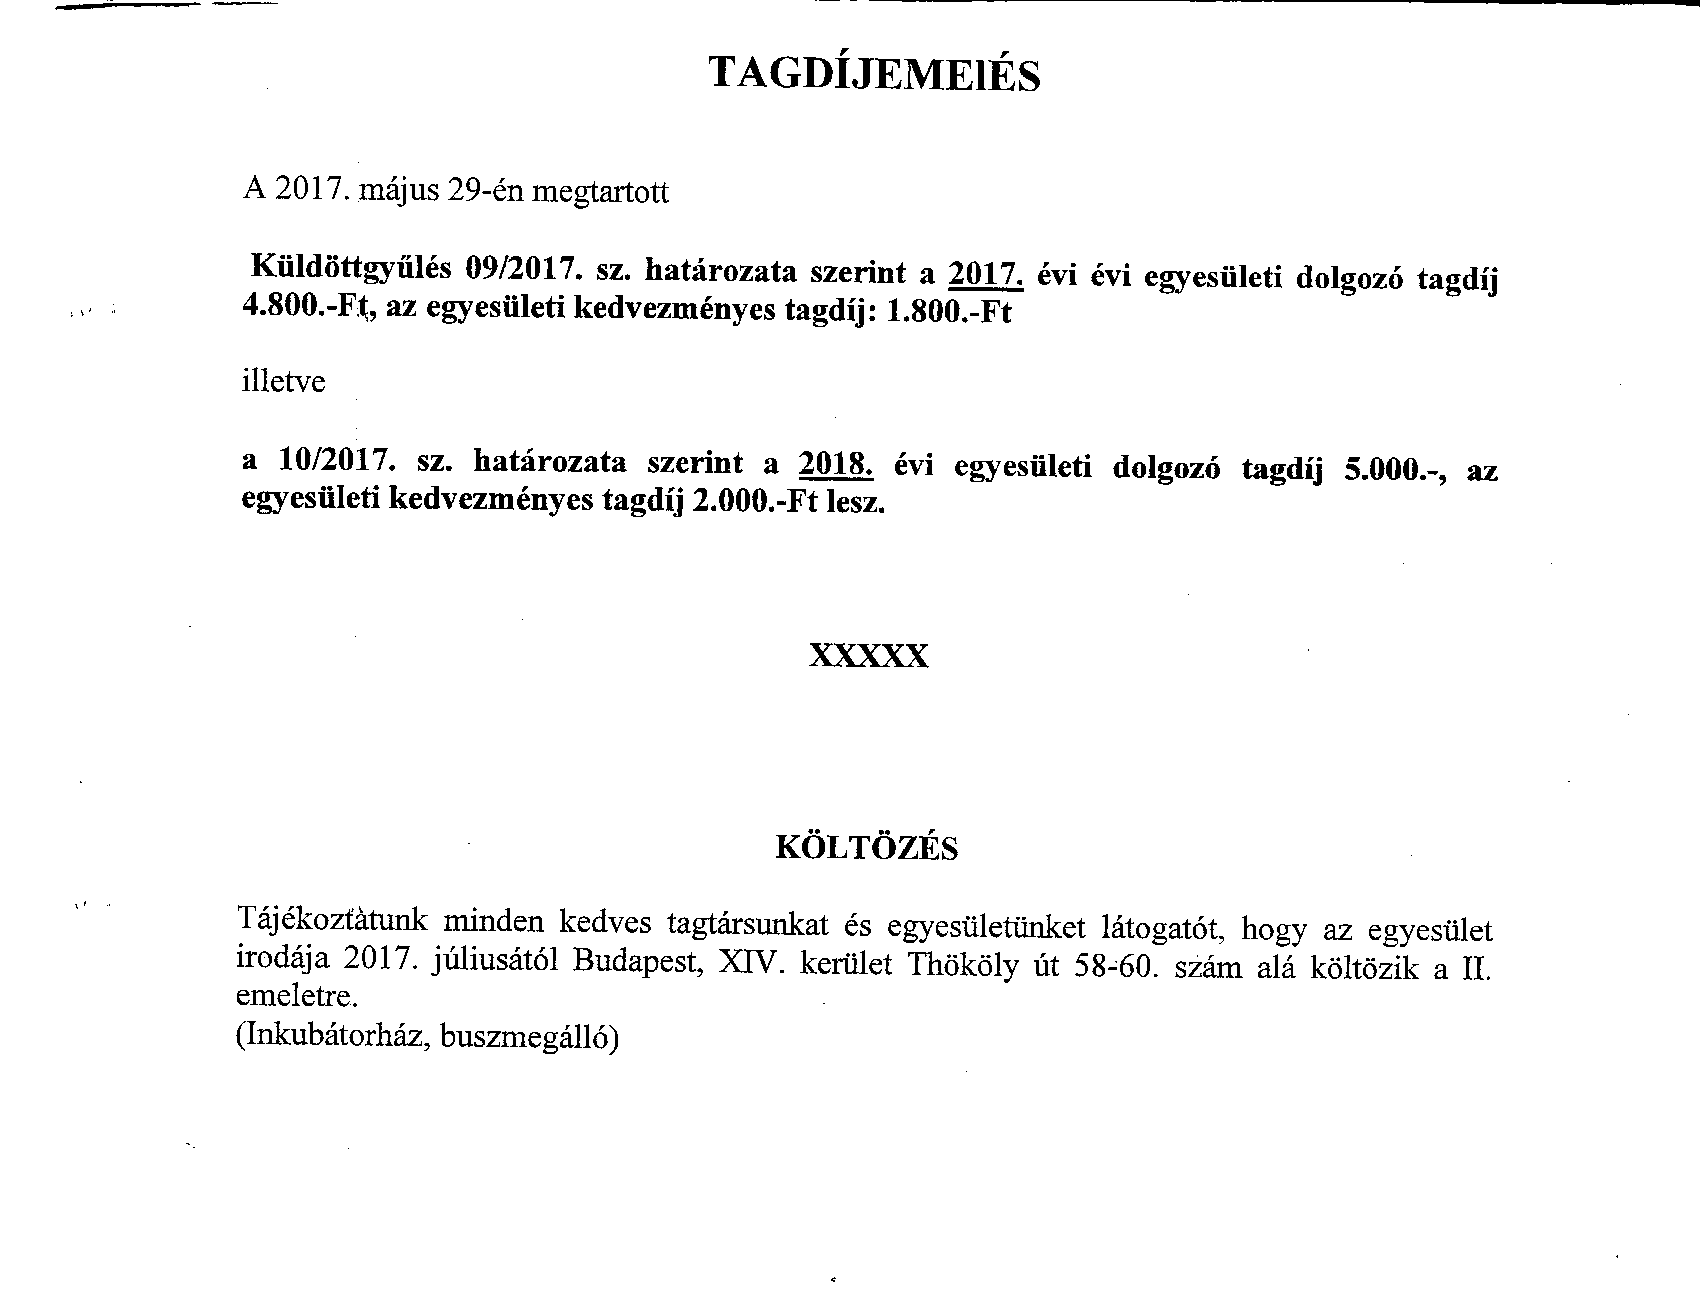 TAGDÍJEMElÉS
A 2017. május 29-én megtartott
Küldöttgyűlés 09/2017. sz. határozata szerint a 2017. évi évi egyesületi dolgozó tagdíj
4.800.-Ft, az egyesületi kedvezményes tagdíj: 1.800.-Ft
illetve
a 10/2017. sz. határozata szerint a 2018. évi egyesületi dolgozó tagdíj 5.000.-, az
egyesületi kedvezményes tagdíj 2.000.-Ft lesz.
XXXXX
KÖLTÖZÉS
Tájékoztátunk minden kedves tagtársunkat és egyesületünket látogatót, hogy az egyesület
irodája 2017. júliusától Budapest, XIV. kerület Thököly út 58-60. szám alá költözik a II.
emeletre.
(Inkubátorház, buszmegálló)